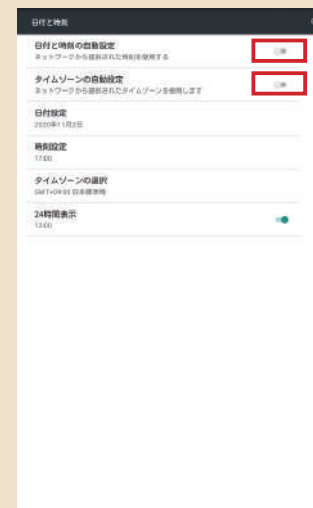 日付と時刻
日付と時刻の自動設定
ネットワークから提供された時刻を使用する
タイムゾーンの自動設定
ネットワークから提供されたタイムゾーンを使用します
日付設定
2020年11月2日
時刻設定
17:00
タイムゾーンの選択
GMT+09:00 日本標準時
24時間表示
13:00